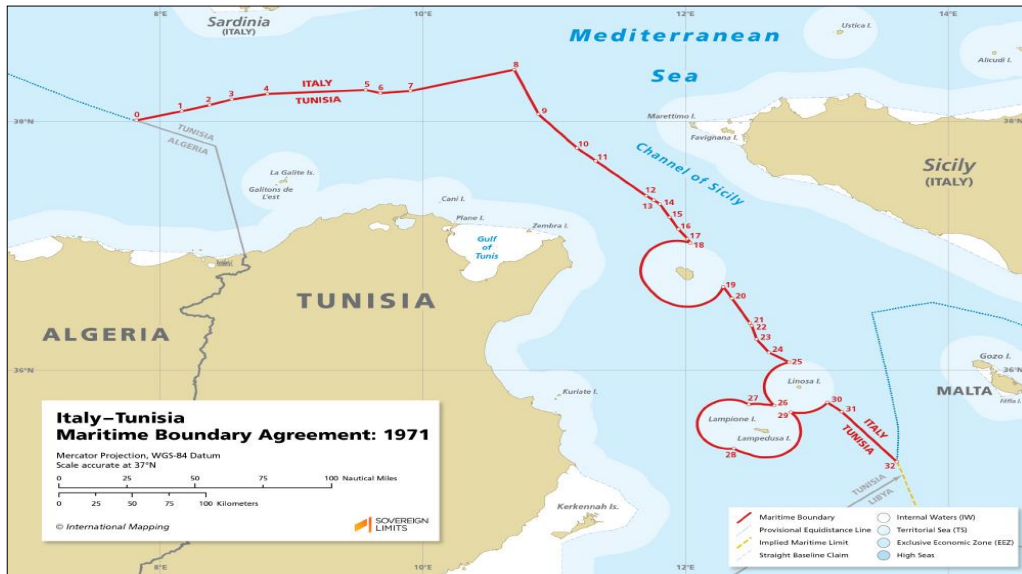 8°E
10°E
12°E
14°E
Sardinia
(ITALY)
Mediterranean
Sea
Ustica I.
Alicudi I.
ITALY
TUNISIA
0
1
2
3
4
5
6
7
8
9
10
11
12
13
14
15
16
17
18
19
20
21
22
23
24
25
26
27
28
29
30
31
32
38°N
38°N
TUNISIA
ALGERIA
La Galite Is.
Galitons de
l'est
Marettimo I.
Favignana I.
Channel of Sicily
Sicily
(ITALY)
Cani I.
Plane I.
Zembra I.
Gulf
of
Tunis
TUNISIA
ALGERIA
36°N
36°N
Gozo I.
MALTA
Filfla I.
Linosa I.
Kuriate I.
Lampione I.
Lampedusa I.
ITALY
TUNISIA
TUNISIA
LIBYA
Kerkennah Is.
Italy–Tunisia
Maritime Boundary Agreement: 1971
Mercator Projection, WGS-84 Datum
Scale accurate at 37°N
0 25 50 75 100 Nautical Miles
0 25 50 75 100 Kilometers
© International Mapping
SOVEREIGN
LIMITS
Maritime Boundary
Provisional Equidistance Line
Implied Maritime Limit
Straight Baseline Claim
Internal Waters (IW)
Territorial Sea (TS)
Exclusive Economic Zone (EEZ)
High Seas
8°E
10°E
12°E